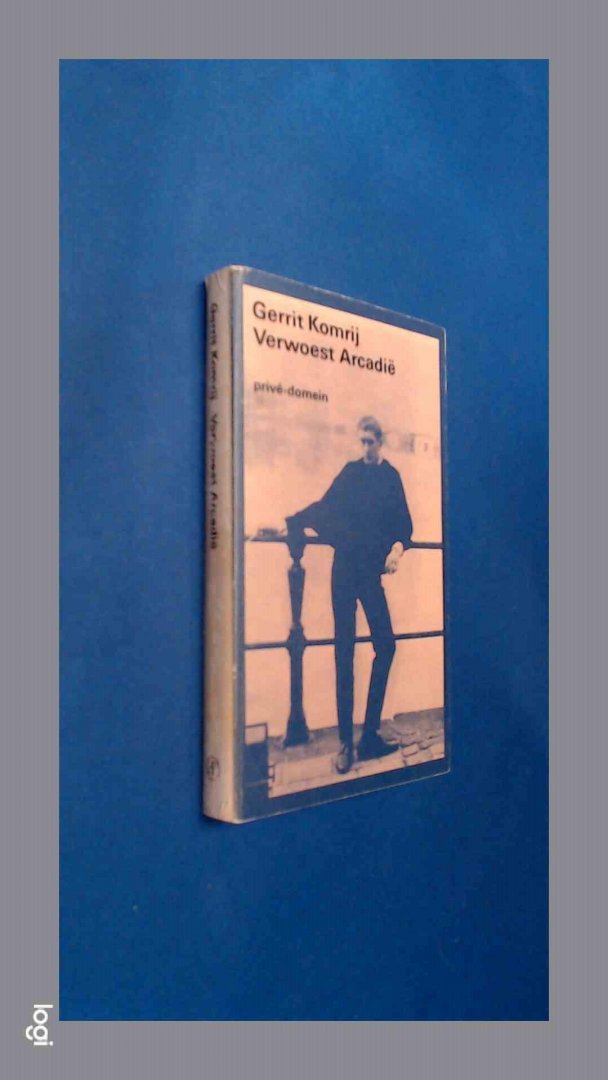 Gerrit Komrij
Verwoest Arcadië
privé-domein
Gerrit Komrij Verwoest Arcadië
logi